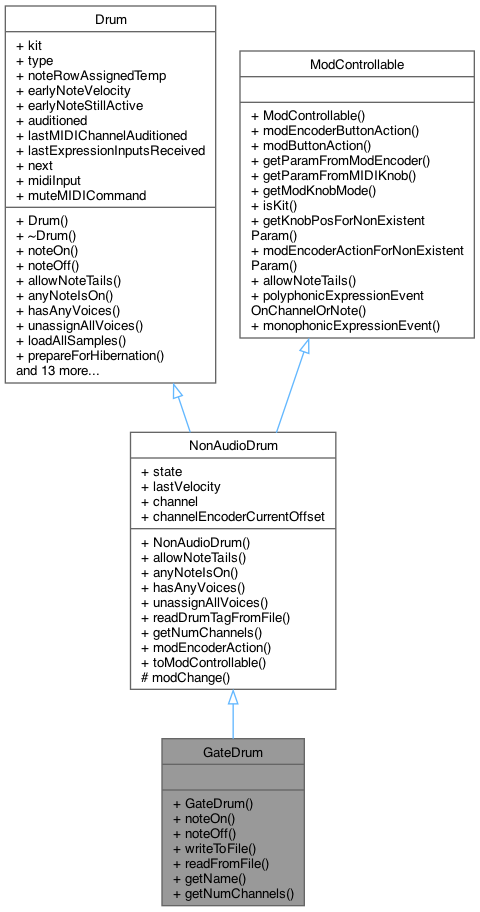 Drum
+ kit
+ type
+ noteRowAssignedTemp
+ earlyNoteVelocity
+ earlyNoteStillActive
+ auditioned
+ lastMIDIChannelAuditioned
+ lastExpressionInputsReceived
+ next
+ midiInput
+ muteMIDICommand
+ Drum()
+ ~Drum()
+ noteOn()
+ noteOff()
+ allowNoteTails()
+ anyNoteIsOn()
+ hasAnyVoices()
+ unassignAllVoices()
+ loadAllSamples()
+ prepareForHibernation()
and 13 more...
ModControllable
+ ModControllable()
+ modEncoderButtonAction()
+ modButtonAction()
+ getParamFromModEncoder()
+ getParamFromMIDIKnob()
+ getModKnobMode()
+ isKit()
+ getKnobPosForNonExistent
Param()
+ modEncoderActionForNonExistent
Param()
+ allowNoteTails()
+ polyphonicExpressionEvent
OnChannelOrNote()
+ monophonicExpressionEvent()
NonAudioDrum
+ state
+ lastVelocity
+ channel
+ channelEncoderCurrentOffset
+ NonAudioDrum()
+ allowNoteTails()
+ anyNoteIsOn()
+ hasAnyVoices()
+ unassignAllVoices()
+ readDrumTagFromFile()
+ getNumChannels()
+ modEncoderAction()
+ toModControllable()
# modChange()
GateDrum
+ GateDrum()
+ noteOn()
+ noteOff()
+ writeToFile()
+ readFromFile()
+ getName()
+ getNumChannels()